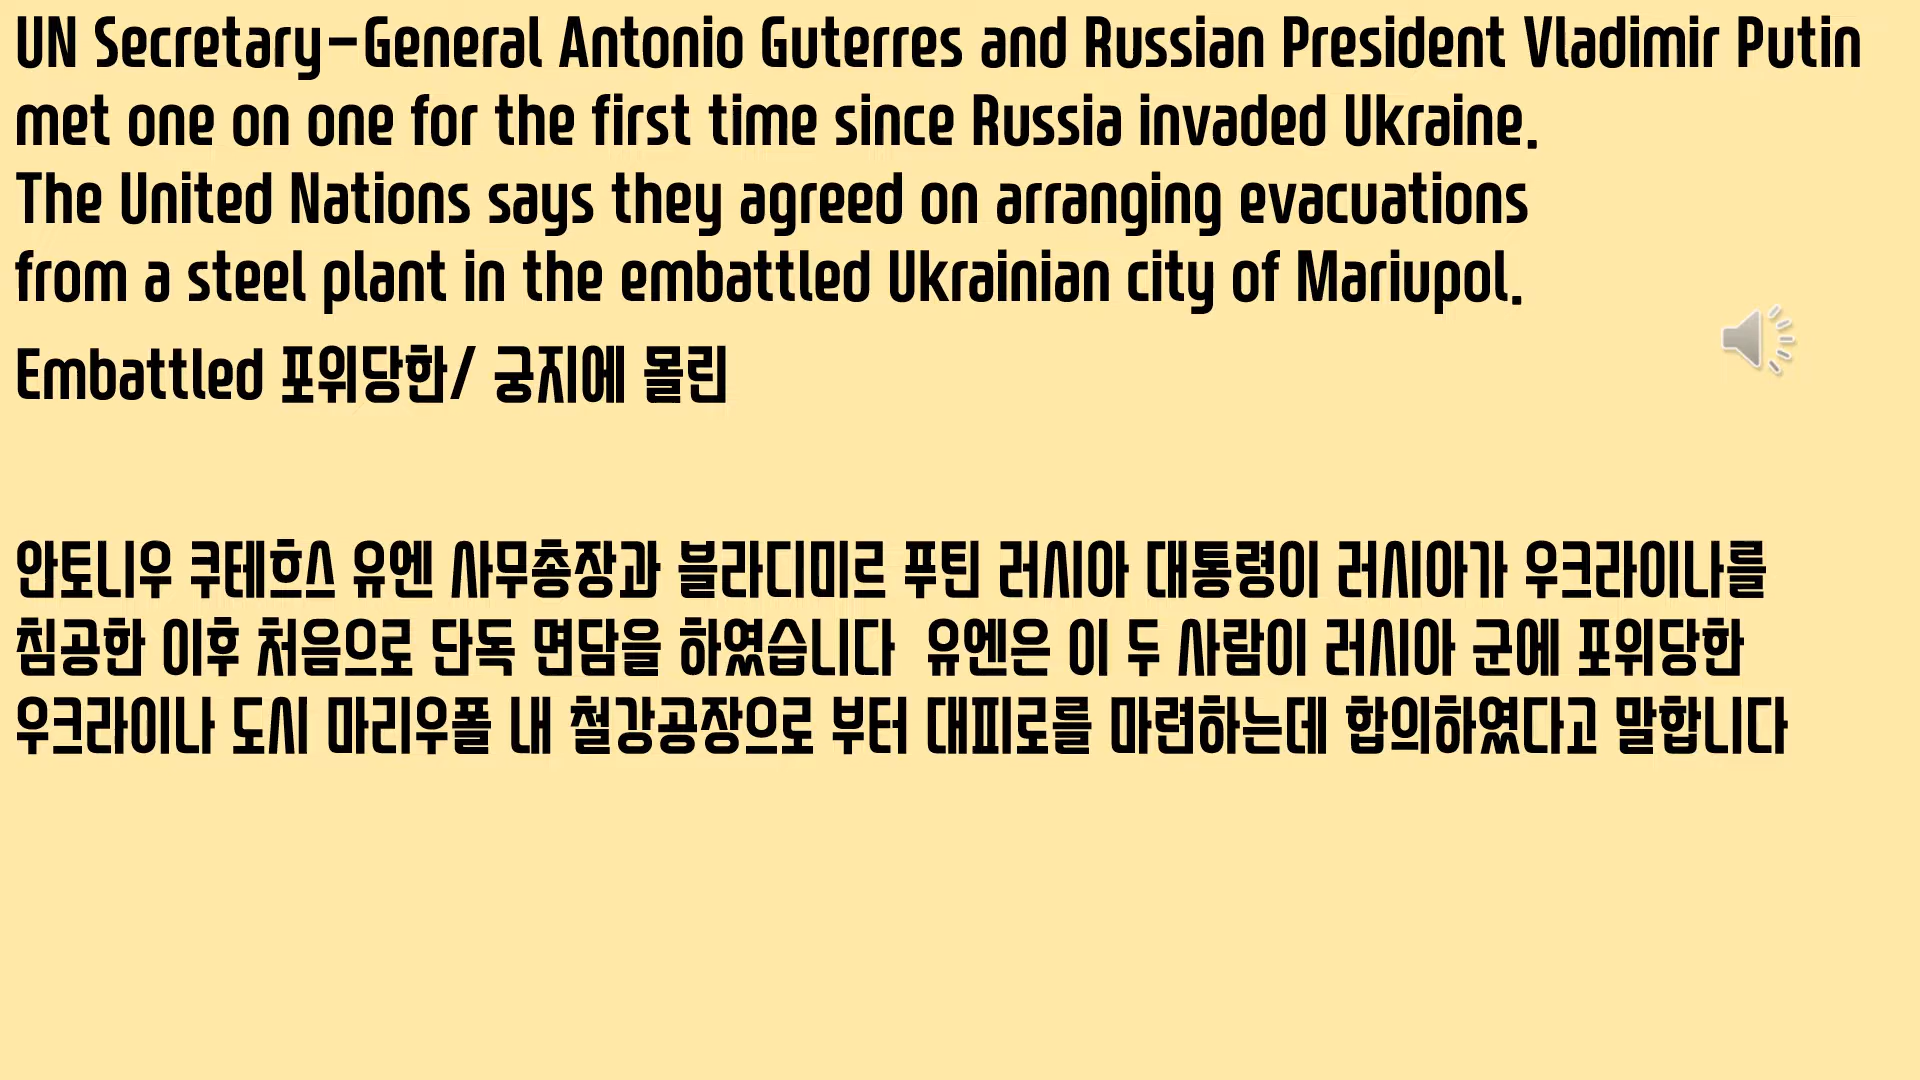 UN Secretary-General Antonio Guterres and Russian President Vladimir Putin
met one on one for the first time since Russia invaded Ukraine.
The United Nations says they agreed on arranging evacuations
from a steel plant in the embattled Ukrainian city of Mariupol.
Embattled 포위당한/ 궁지에 몰린
안토니우 쿠테흐스 유엔 사무총장과 블라디미르 푸틴 러시아 대통령이 러시아가 우크라이나를
침공한 이후 처음으로 단독 면담을 하였습니다 유엔은 이 두 사람이 러시아 군에 포위당한
우크라이나 도시 마리우폴 내 철강공장으로 부터 대피로를 마련하는데 합의하였다고 말합니다